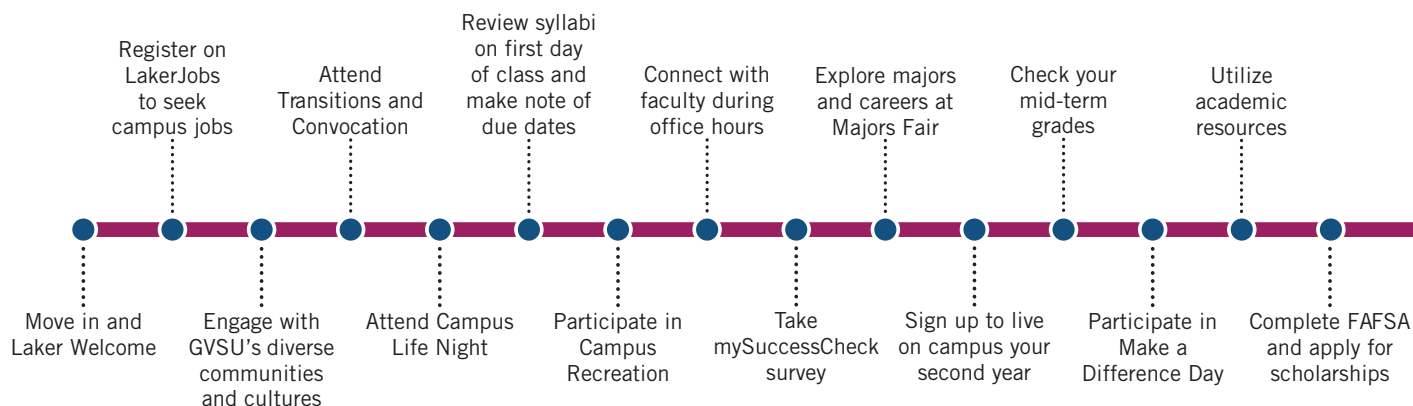 Move in and
Laker Welcome
Register on
LakerJobs
to seek
campus jobs
Engage with
GVSU's diverse
communities
and cultures
Attend
Transitions and
Convocation
Attend Campus
Life Night
Review syllabi
on first day
of class and
make note of
due dates
Participate in
Campus
Recreation
Connect with
faculty during
office hours
Take
mySuccessCheck
survey
Explore majors
and careers at
Majors Fair
Sign up to live
on campus your
second year
Check your
mid-term
grades
Participate in
Make a
Difference Day
Utilize
academic
resources
Complete FAFSA
and apply for
scholarships